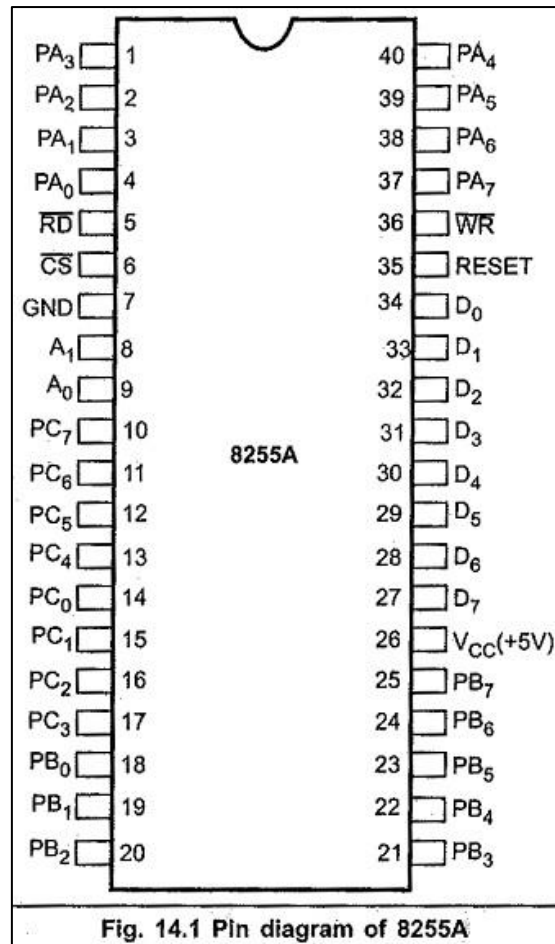 PA3 1 40 PA4
PA2 2 39 PA5
PA1 3 38 PA6
PA0 4 37 PA7
R̅D̅ 5 36 W̅R̅
C̅S̅ 6 35 RESET
GND 7 34 D0
A1 8 33 D1
A0 9 32 D2
PC7 10 31 D3
8255A
PC6 11 30 D4
PC5 12 29 D5
PC4 13 28 D6
PC0 14 27 D7
PC1 15 26 VCC(+5V)
PC2 16 25 PB7
PC3 17 24 PB6
PB0 18 23 PB5
PB1 19 22 PB4
PB2 20 21 PB3
Fig. 14.1 Pin diagram of 8255A